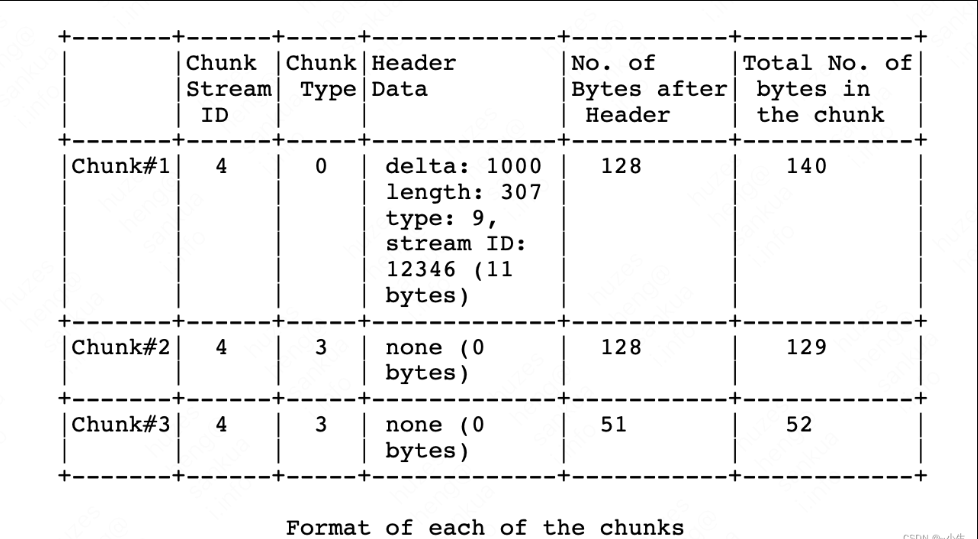 +-------+------+-----+-------------+-----------+------------+
|       |Chunk |Chunk|Header       |No. of     |Total No. of|
|       |Stream| Type|Data         |Bytes after| bytes in   |
|       | ID   |     |             | Header    | the chunk  |
+-------+------+-----+-------------+-----------+------------+
|Chunk#1|  4   |  0  | delta: 1000 |  128      |   140      |
|       |      |     | length: 307 |           |            |
|       |      |     | type: 9,    |           |            |
|       |      |     | stream ID:  |           |            |
|       |      |     | 12346 (11   |           |            |
|       |      |     | bytes)      |           |            |
+-------+------+-----+-------------+-----------+------------+
|Chunk#2|  4   |  3  | none (0     |  128      |   129      |
|       |      |     | bytes)      |           |            |
+-------+------+-----+-------------+-----------+------------+
|Chunk#3|  4   |  3  | none (0     |  51       |   52       |
|       |      |     | bytes)      |           |            |
+-------+------+-----+-------------+-----------+------------+
Format of each of the chunks